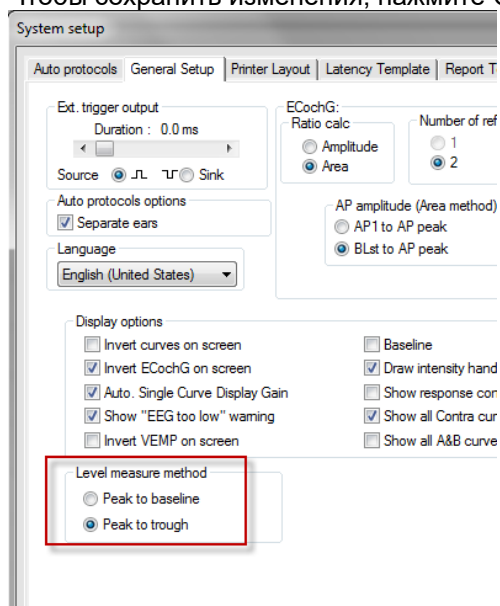 чтобы сохранить изменения, нажмите
System setup
Auto protocols General Setup Printer Layout Latency Template Report
Ext. trigger output
Duration : 0.0 ms
Source Sink
Auto protocols options
Separate ears
Language
English (United States)
ECochG:
Ratio calc
Amplitude
Area
Number of ref
1
2
AP amplitude (Area method)
AP1 to AP peak
BLst to AP peak
Display options
Invert curves on screen
Invert ECochG on screen
Auto. Single Curve Display Gain
Show "EEG too low" warning
Invert VEMP on screen
Baseline
Draw intensity hand
Show response con
Show all Contra cur
Show all A&B curve
Level measure method
Peak to baseline
Peak to trough